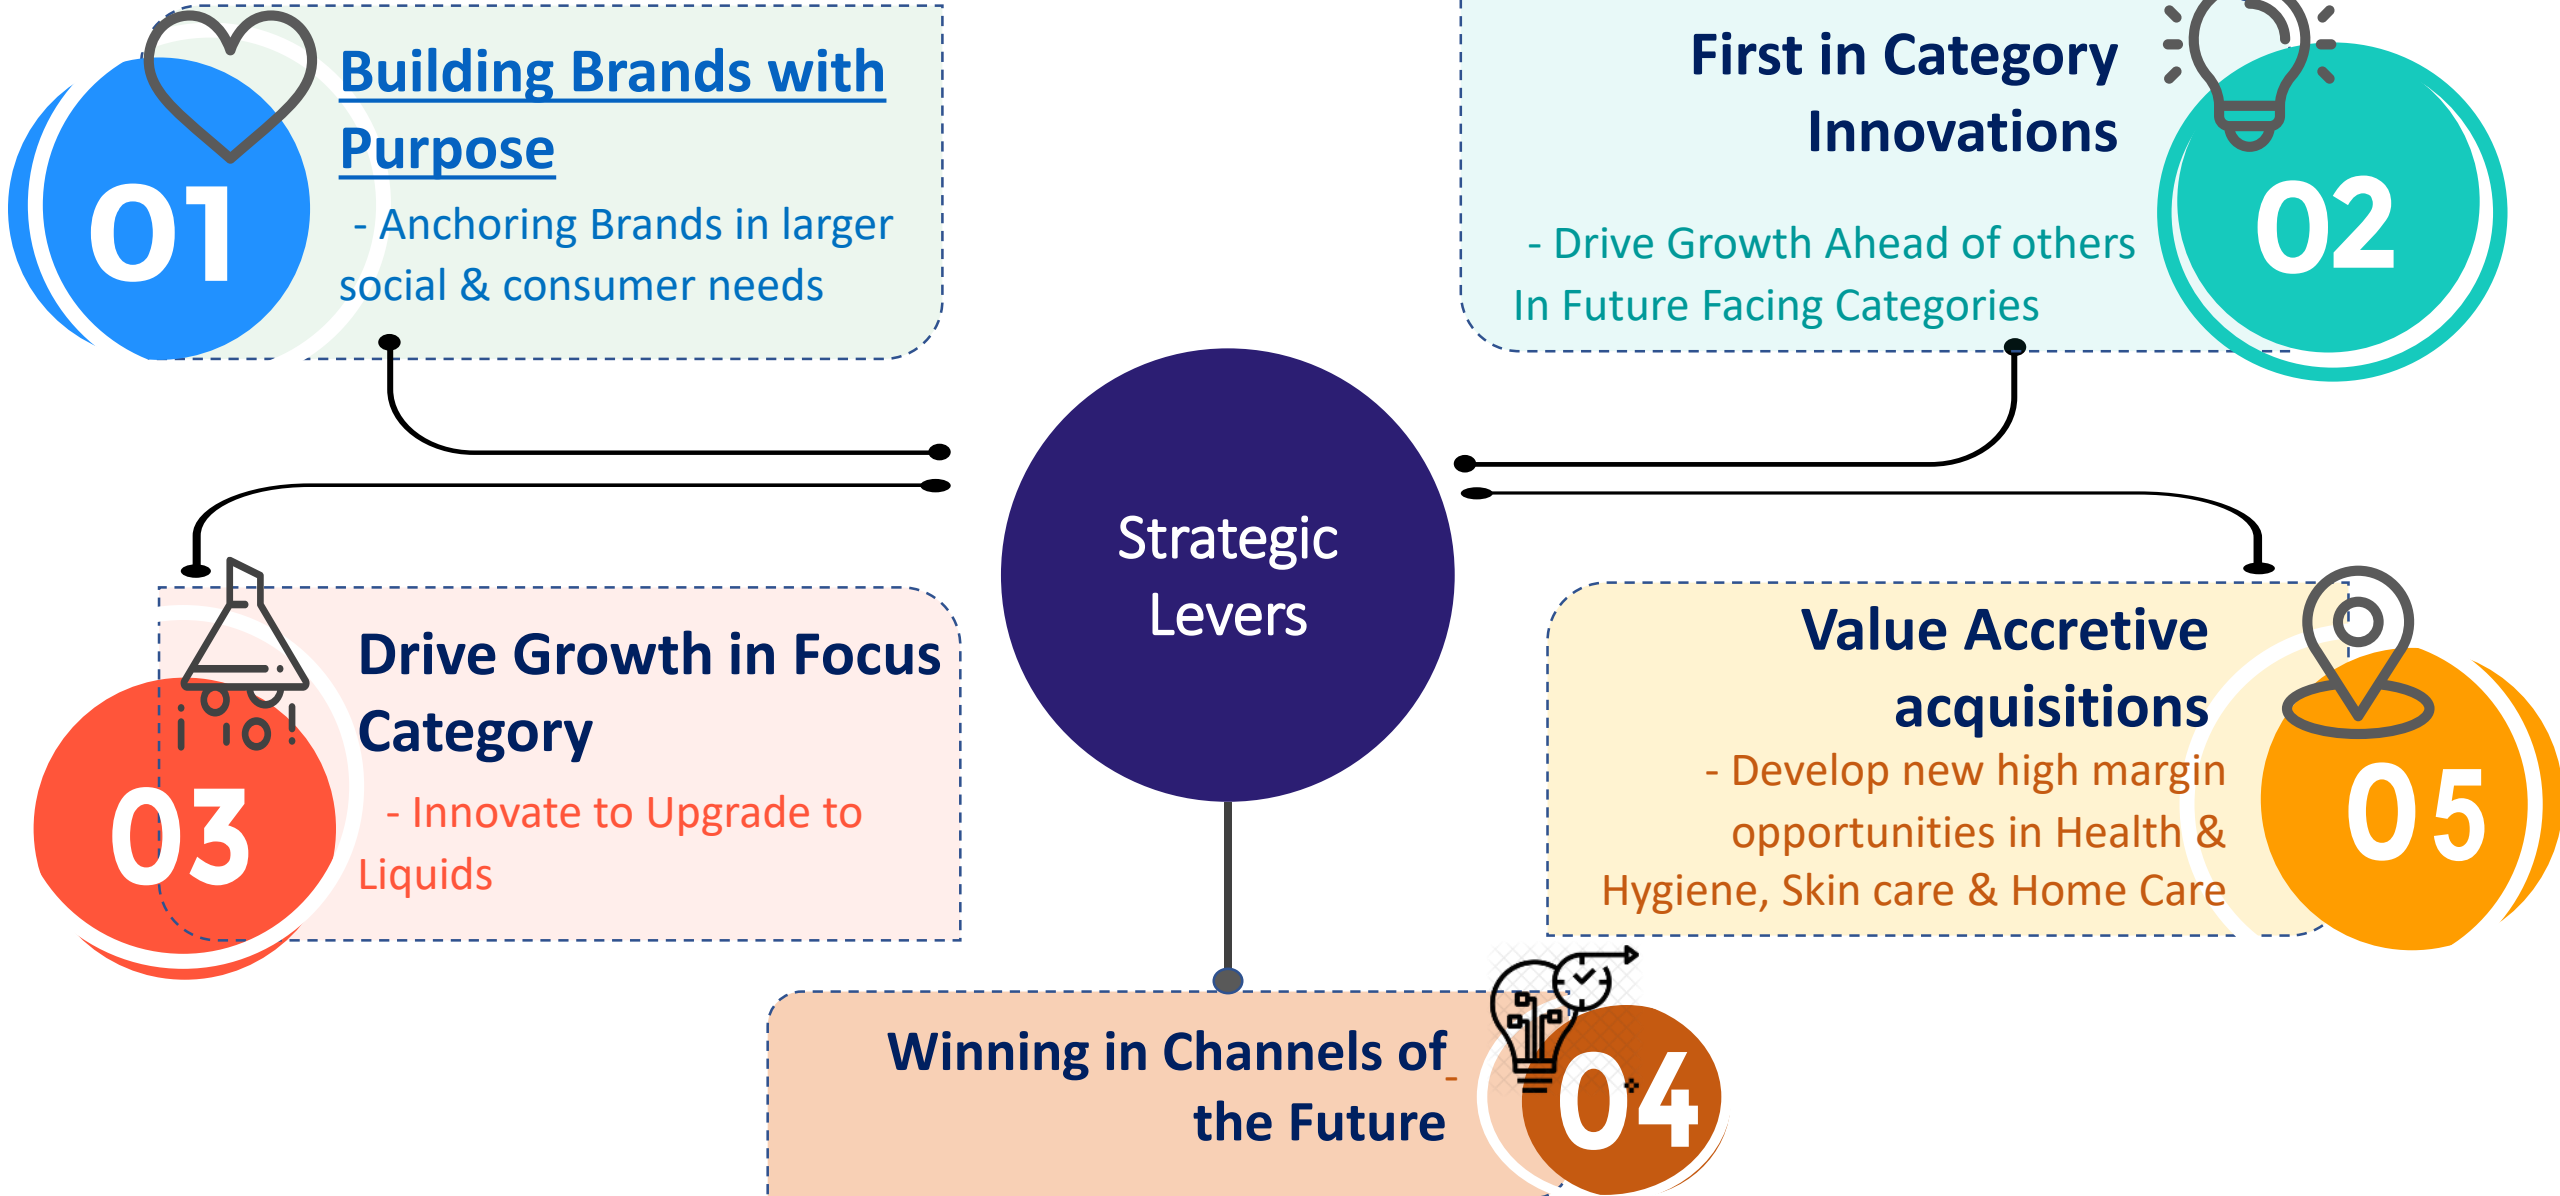 01
Building Brands with
Purpose
- Anchoring Brands in larger
social & consumer needs
First in Category
Innovations
- Drive Growth Ahead of others
In Future Facing Categories
02
Strategic
Levers
03
Drive Growth in Focus
Category
- Innovate to Upgrade to
Liquids
Value Accretive
acquisitions
- Develop new high margin
opportunities in Health &
Hygiene, Skin care & Home Care
05
Winning in Channels of
the Future
-
04